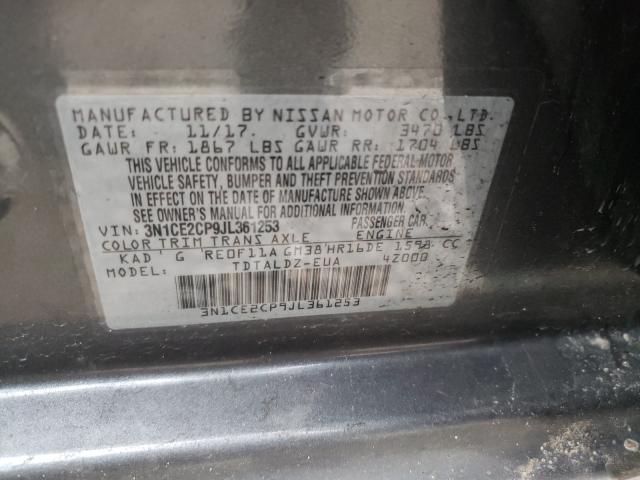 MANUFACTURED BY NISSAN MOTOR CO.,LTD.
DATE: 11/17. GVWR: 3470 LBS
GAWR FR: 1867 LBS GAWR RR: 1704 LBS
THIS VEHICLE CONFORMS TO ALL APPLICABLE FEDERAL MOTOR
VEHICLE SAFETY, BUMPER AND THEFT PREVENTION STANDARDS
IN EFFECT ON THE DATE OF MANUFACTURE SHOWN ABOVE.
SEE OWNER'S MANUAL FOR ADDITIONAL INFORMATION.
VIN: 3N1CE2CP9JL361253 PASSENGER CAR
COLOR TRIM TRANS AXLE ENGINE
KAD G RE0F11A GM38 HR16DE 1598 CC
MODEL: TDTALDZ-EUA 42000
3N1CE2CP9JL361253